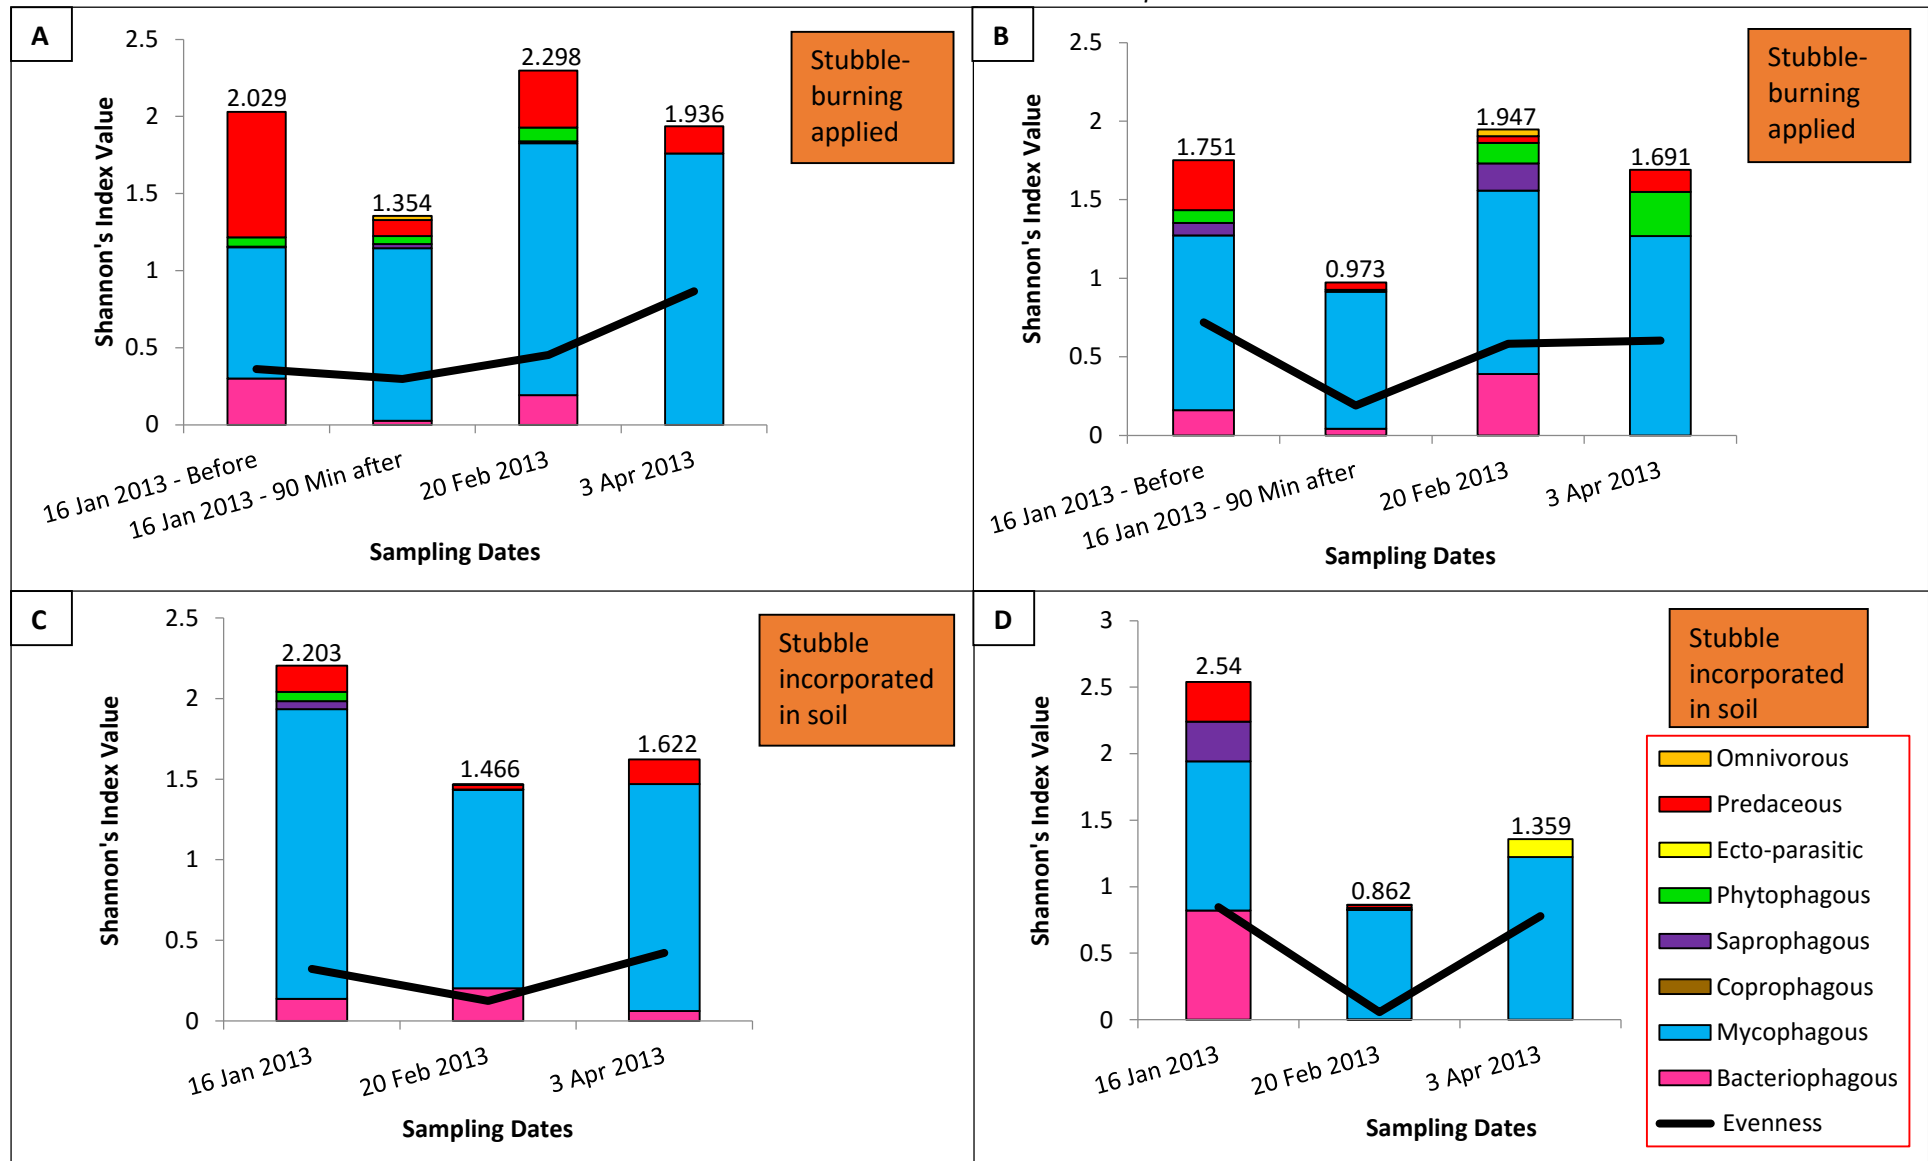 A
Stubble-
burning
applied
Shannon's Index Value
2.5
2
1.5
1
0.5
0
2.029
1.354
2.298
1.936
16 Jan 2013 - Before
16 Jan 2013 - 90 Min after
20 Feb 2013
3 Apr 2013
Sampling Dates
B
Stubble-
burning
applied
Shannon's Index Value
2.5
2
1.5
1
0.5
0
1.751
0.973
1.947
1.691
16 Jan 2013 - Before
16 Jan 2013 - 90 Min after
20 Feb 2013
3 Apr 2013
Sampling Dates
C
Stubble
incorporated
in soil
Shannon's Index Value
2.5
2
1.5
1
0.5
0
2.203
1.466
1.622
16 Jan 2013
20 Feb 2013
3 Apr 2013
Sampling Dates
D
Stubble
incorporated
in soil
Shannon's Index Value
3
2.5
2
1.5
1
0.5
0
2.54
0.862
1.359
16 Jan 2013
20 Feb 2013
3 Apr 2013
Sampling Dates
Omnivorous
Predaceous
Ecto-parasitic
Phytophagous
Saprophagous
Coprophagous
Mycophagous
Bacteriophagous
Evenness